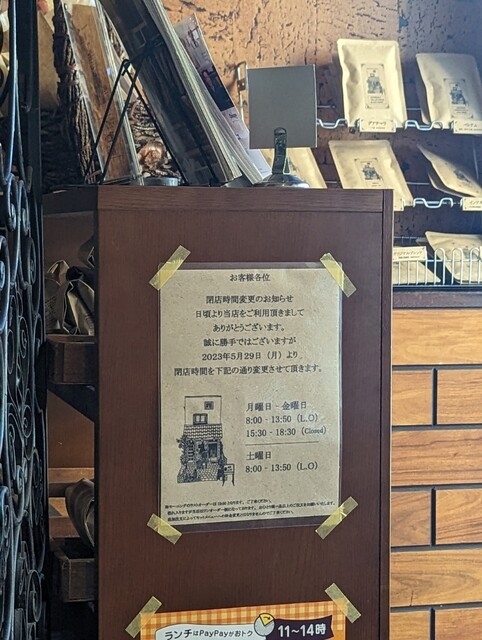 お客様各位
閉店時間変更のお知らせ
日頃より当店をご利用頂きまして
ありがとうございます。
誠に勝手ではございますが
2023年5月29日（月）より
閉店時間を下記の通り変更させて頂きます。
月曜日 - 金曜日
8:00 - 13:50 (L.O)
15:30 - 18:30 (Closed)
土曜日
8:00 - 13:50 (L.O)
ランチはPayPayがおトク
11~14時